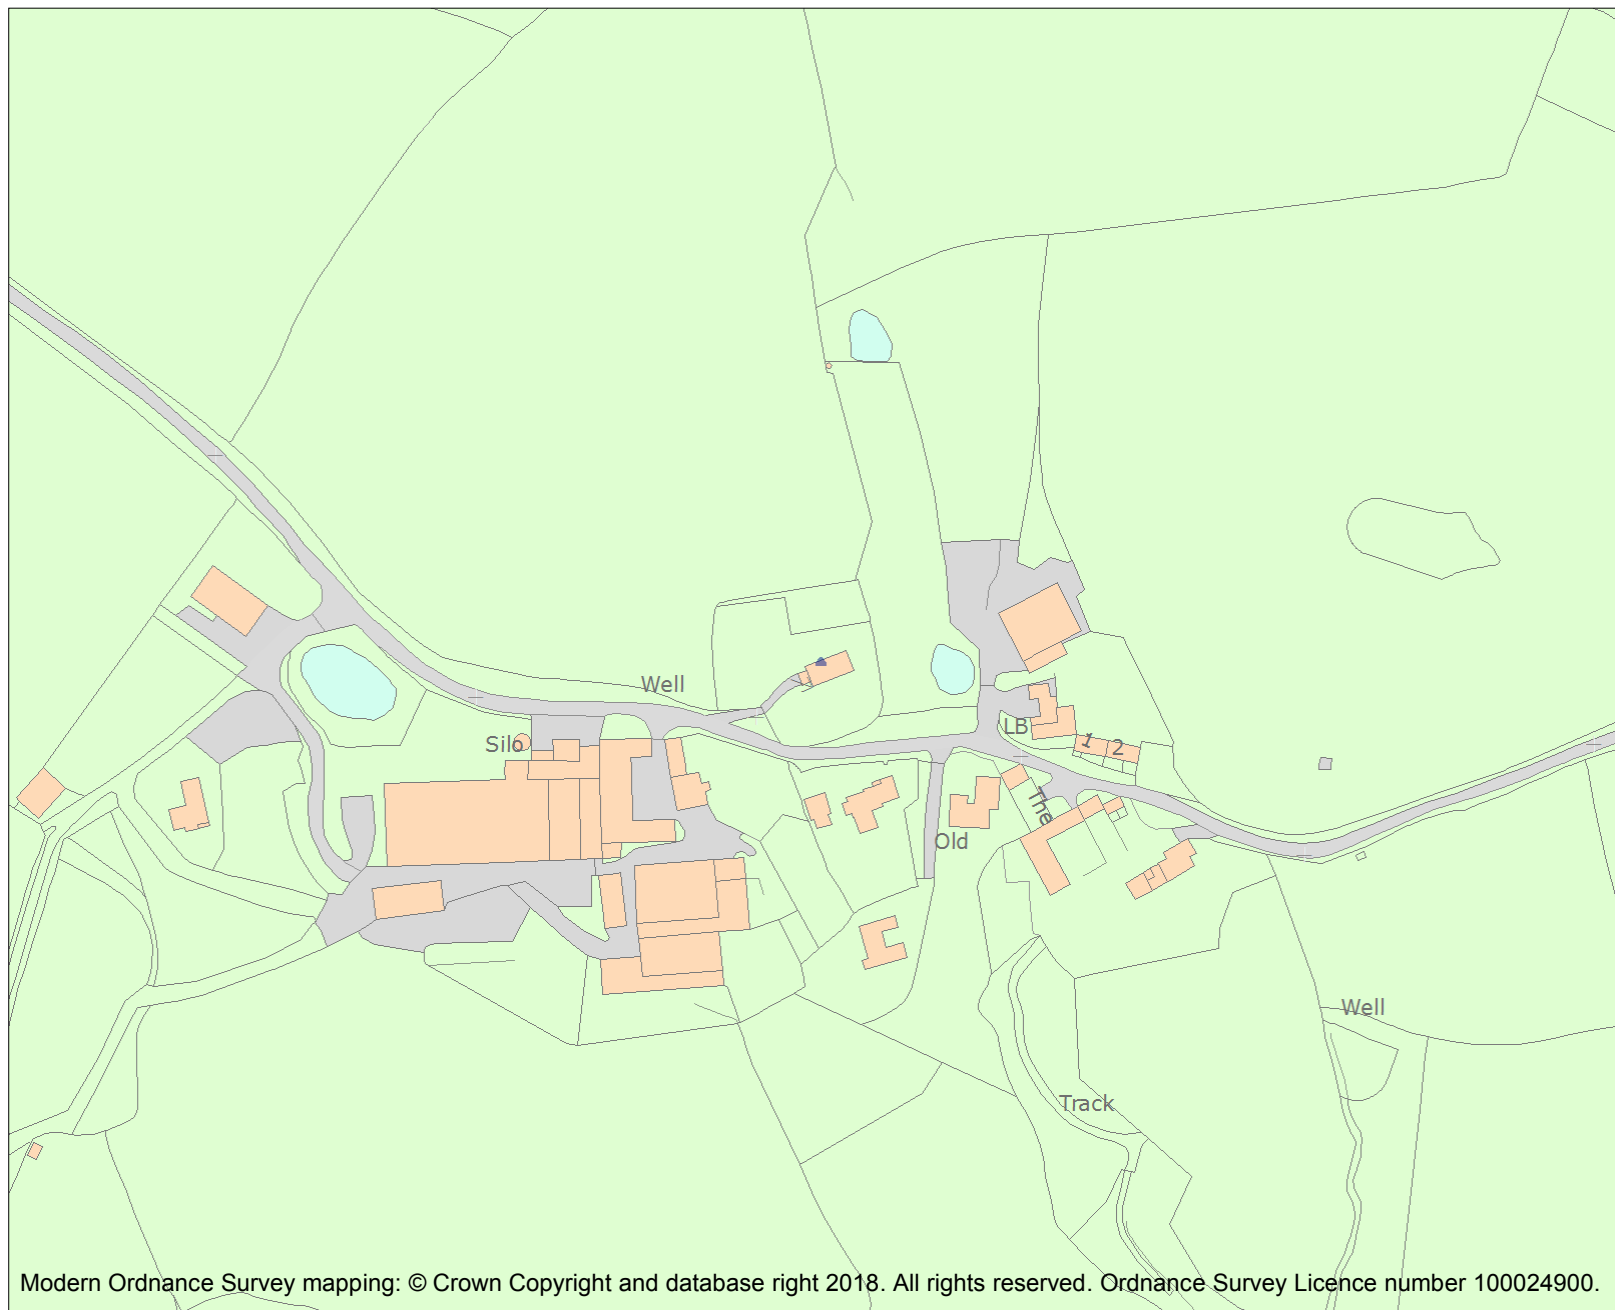 Well
LB
1
2
Silo
The
Old
Well
Track
Modern Ordnance Survey mapping: © Crown Copyright and database right 2018. All rights reserved. Ordnance Survey Licence number 100024900.